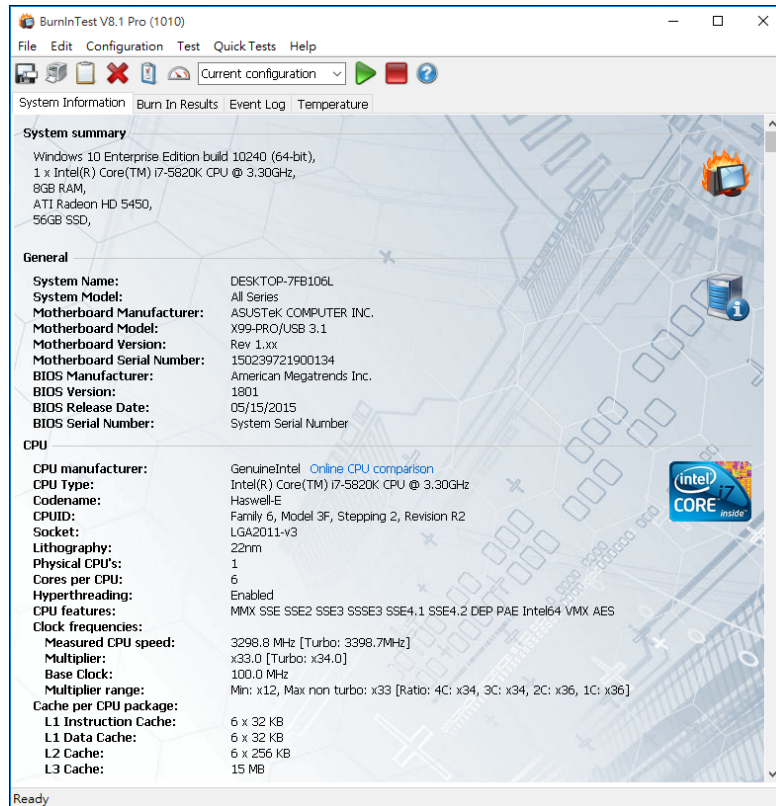 BurnInTest V8.1 Pro (1010)
File Edit Configuration Test Quick Tests Help
Current configuration
System Information Burn In Results Event Log Temperature
System summary
Windows 10 Enterprise Edition build 10240 (64-bit),
1 x Intel(R) Core(TM) i7-5820K CPU @ 3.30GHz,
8GB RAM,
ATI Radeon HD 5450,
56GB SSD,
General
System Name: DESKTOP-7FB106L
System Model: All Series
Motherboard Manufacturer: ASUSTeK COMPUTER INC.
Motherboard Model: X99-PRO/USB 3.1
Motherboard Version: Rev 1.xx
Motherboard Serial Number: 150239721900134
BIOS Manufacturer: American Megatrends Inc.
BIOS Version: 1801
BIOS Release Date: 05/15/2015
BIOS Serial Number: System Serial Number
CPU
CPU manufacturer: GenuineIntel Online CPU comparison
CPU Type: Intel(R) Core(TM) i7-5820K CPU @ 3.30GHz
Codename: Haswell-E
CPUID: Family 6, Model 3F, Stepping 2, Revision R2
Socket: LGA2011-v3
Lithography: 22nm
Physical CPU's: 1
Cores per CPU: 6
Hyperthreading: Enabled
CPU features: MMX SSE SSE2 SSE3 SSSE3 SSE4.1 SSE4.2 DEP PAE Intel64 VMX AES
Clock frequencies:
Measured CPU speed: 3298.8 MHz [Turbo: 3398.7MHz]
Multiplier: x33.0 [Turbo: x34.0]
Base Clock: 100.0 MHz
Multiplier range: Min: x12, Max non turbo: x33 [Ratio: 4C: x34, 3C: x34, 2C: x36, 1C: x36]
Cache per CPU package:
L1 Instruction Cache: 6 x 32 KB
L1 Data Cache: 6 x 32 KB
L2 Cache: 6 x 256 KB
L3 Cache: 15 MB
intel
CORE i7
inside
Ready